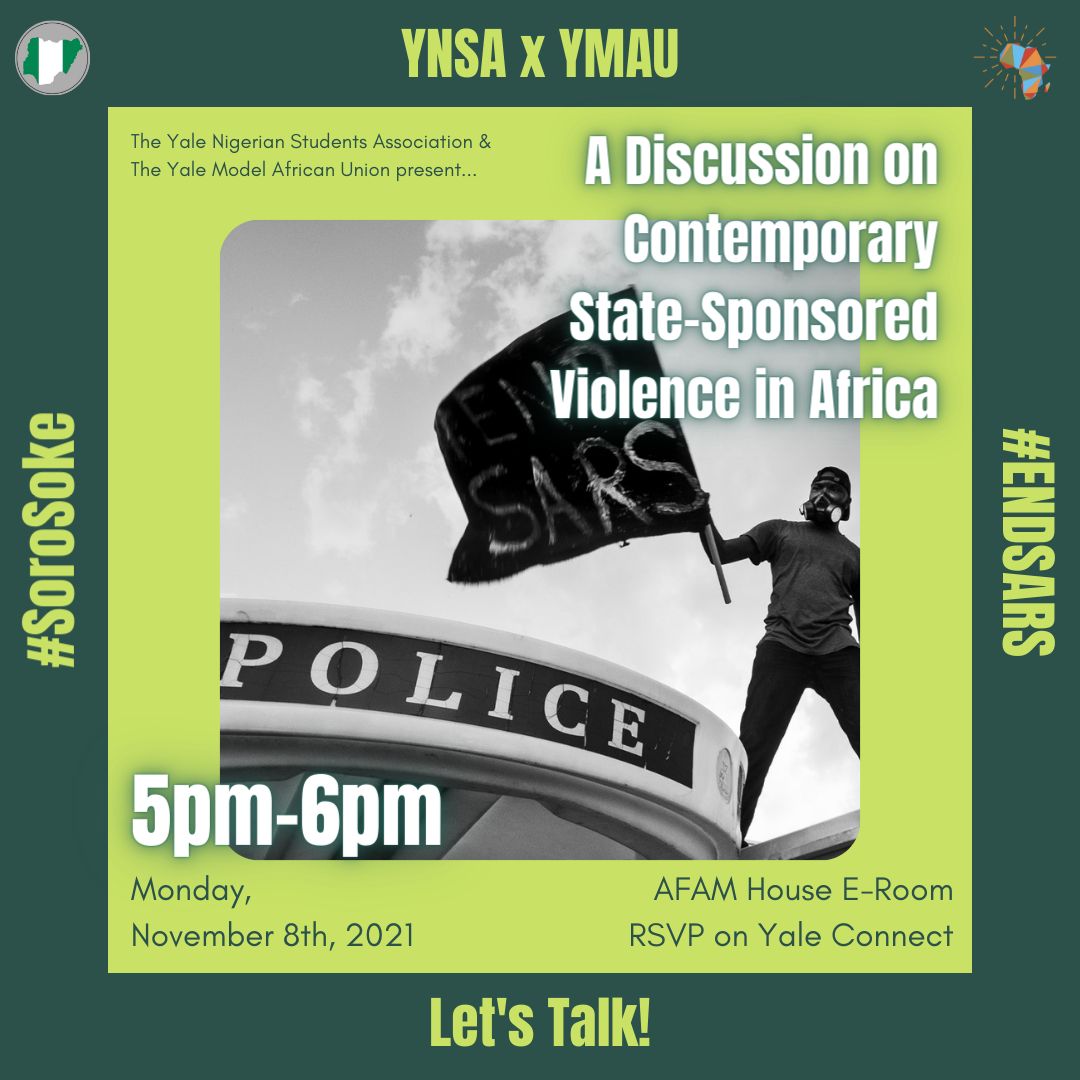 YNSA x YMAU
The Yale Nigerian Students Association &
The Yale Model African Union present...
A Discussion on
Contemporary
State-Sponsored
Violence in Africa
#SoroSoke
#ENDSARS
END
SARS
POLICE
5pm-6pm
Monday,
November 8th, 2021
AFAM House E-Room
RSVP on Yale Connect
Let's Talk!